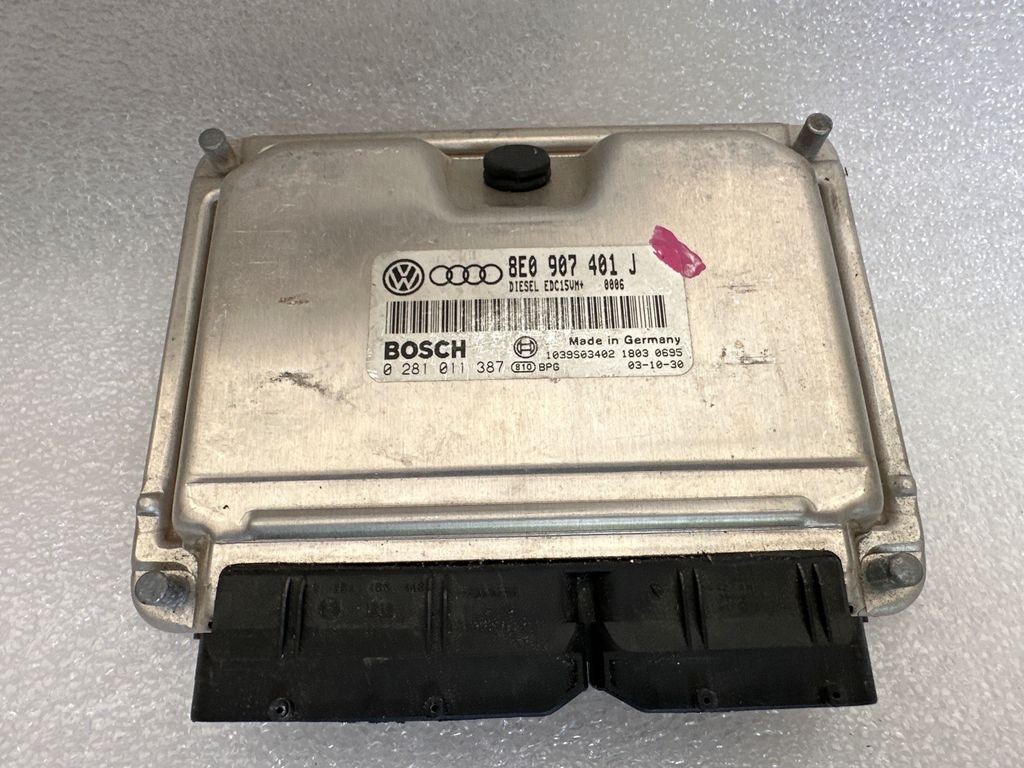 8E0 907 401 J
DIESEL EDC15VM+ 0006
BOSCH
Made in Germany
1039S03402 1803 0695
0 281 011 387 810 BPG 03-10-30